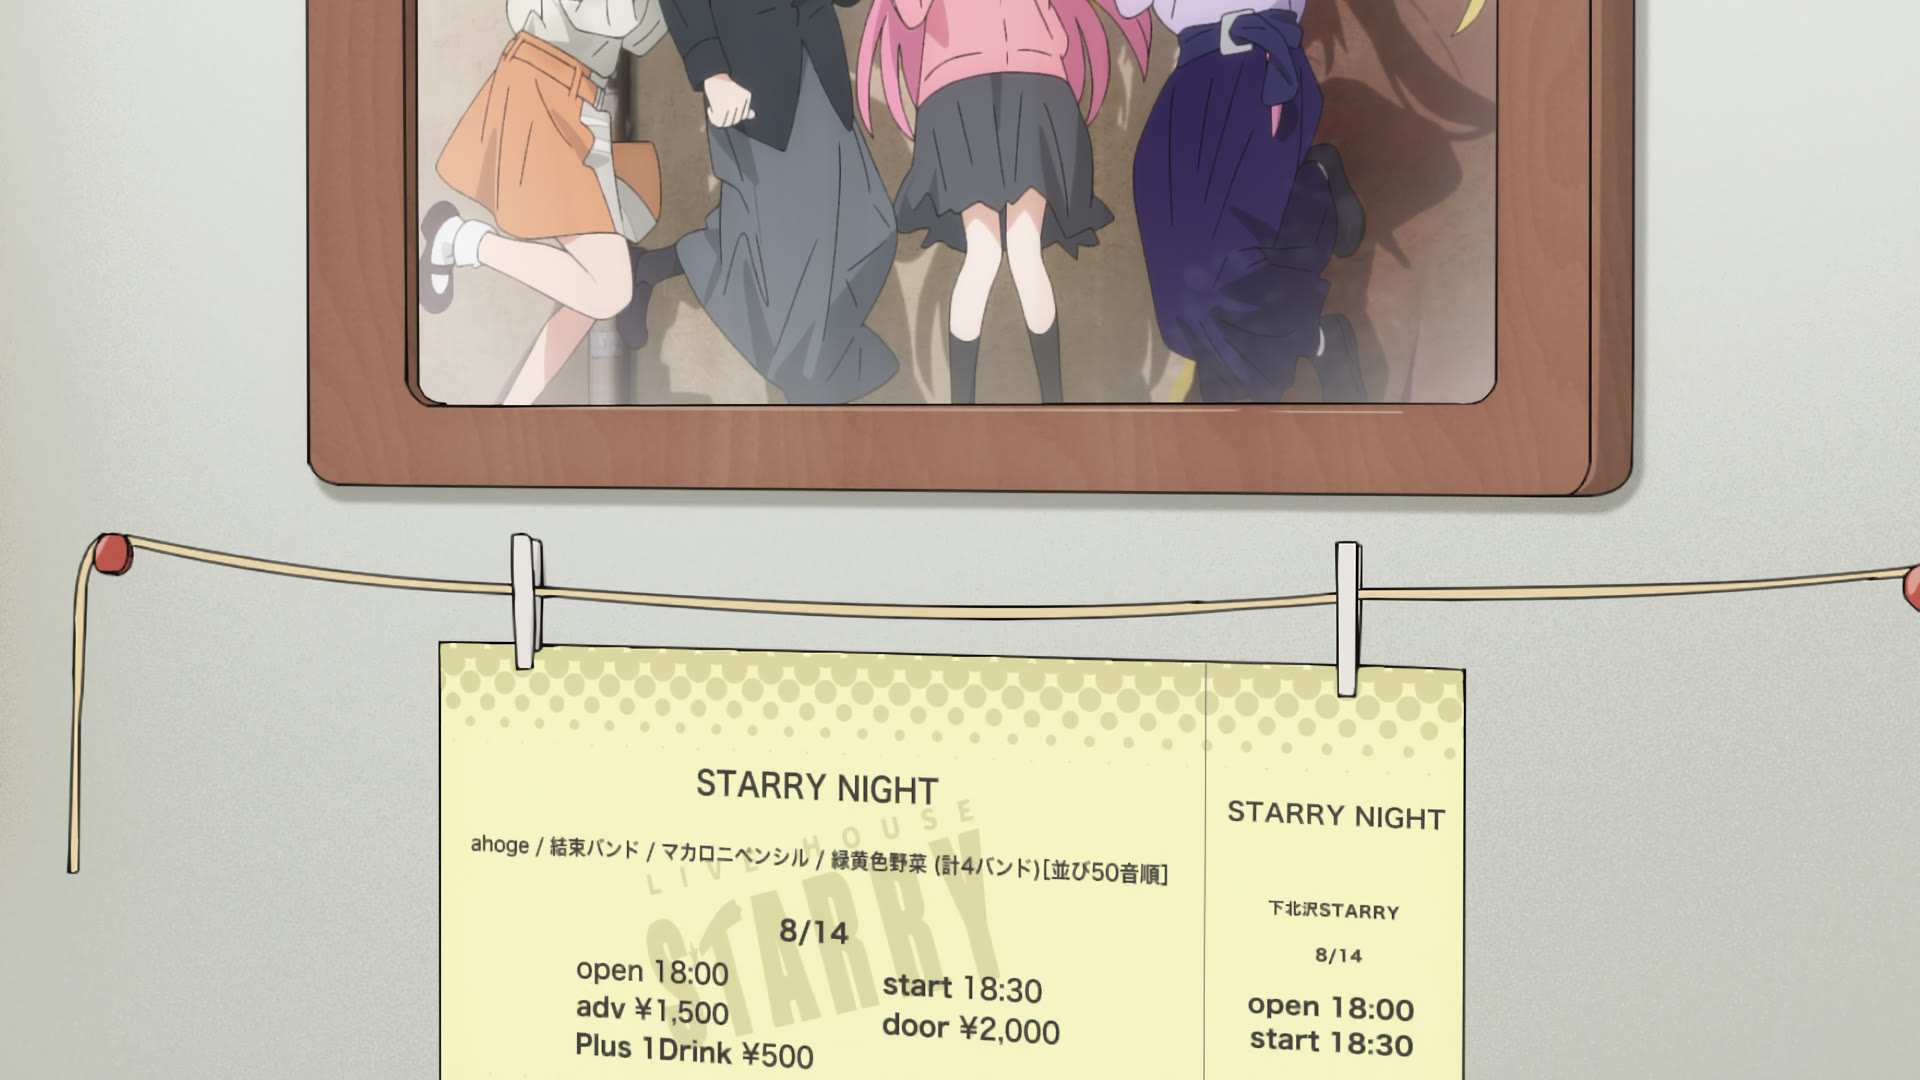 STARRY NIGHT
ahoge / 結束バンド / マカロニペンシル / 緑黄色野菜 (計4バンド)[並び50音順]
LIVE HOUSE
STARRY
8/14
open 18:00 start 18:30
adv ¥1,500 door ¥2,000
Plus 1Drink ¥500
STARRY NIGHT
下北沢STARRY
8/14
open 18:00
start 18:30